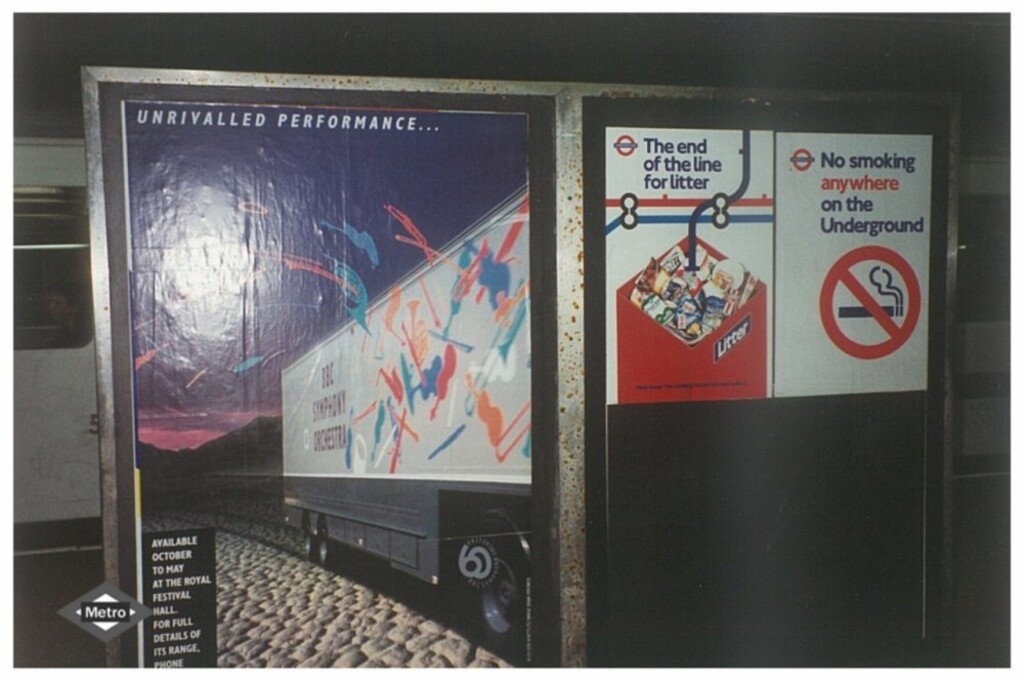 UNRIVALLED PERFORMANCE...
BBC
SYMPHONY
ORCHESTRA
60
AVAILABLE
OCTOBER
TO MAY
AT THE ROYAL
FESTIVAL
HALL.
FOR FULL
DETAILS OF
ITS RANGE,
PHONE
The end
of the line
for litter
Litter
No smoking
anywhere
on the
Underground
Metro